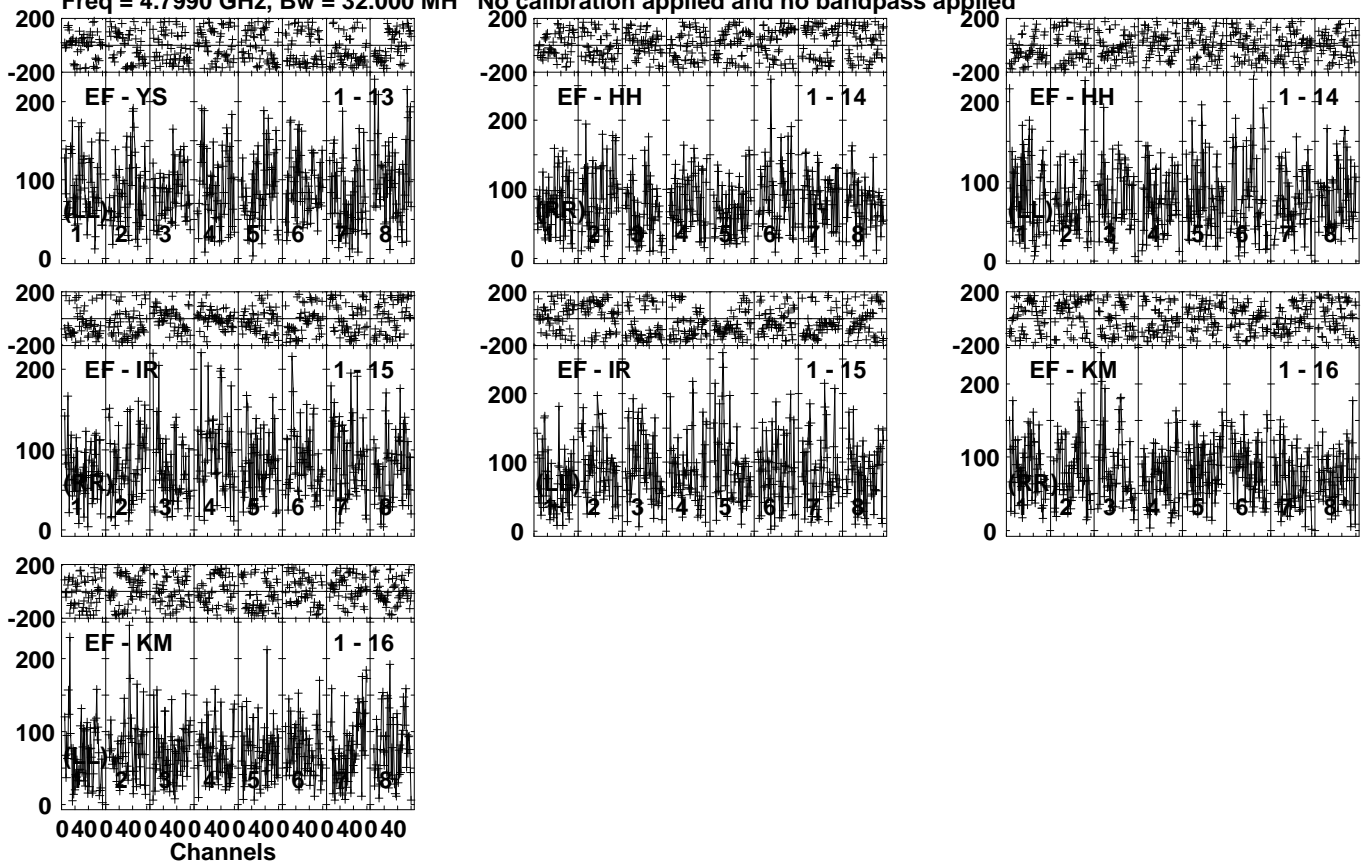 Freq = 4.7990 GHz, Bw = 32.000 MH No calibration applied and no bandpass applied
200
-200
200
100
0
EF - YS 1 - 13
(LL)
1 2 3 4 5 6 7 8
200
-200
200
100
0
EF - HH 1 - 14
(RR)
1 2 3 4 5 6 7 8
200
-200
200
100
0
EF - HH 1 - 14
(LL)
1 2 3 4 5 6 7 8
200
-200
200
100
0
EF - IR 1 - 15
(RR)
1 2 3 4 5 6 7 8
200
-200
200
100
0
EF - IR 1 - 15
(LL)
1 2 3 4 5 6 7 8
200
-200
200
100
0
EF - KM 1 - 16
(RR)
1 2 3 4 5 6 7 8
200
-200
200
100
0
EF - KM 1 - 16
(LL)
1 2 3 4 5 6 7 8
0 40 0 40 0 40 0 40 0 40 0 40 0 40 0 40
Channels